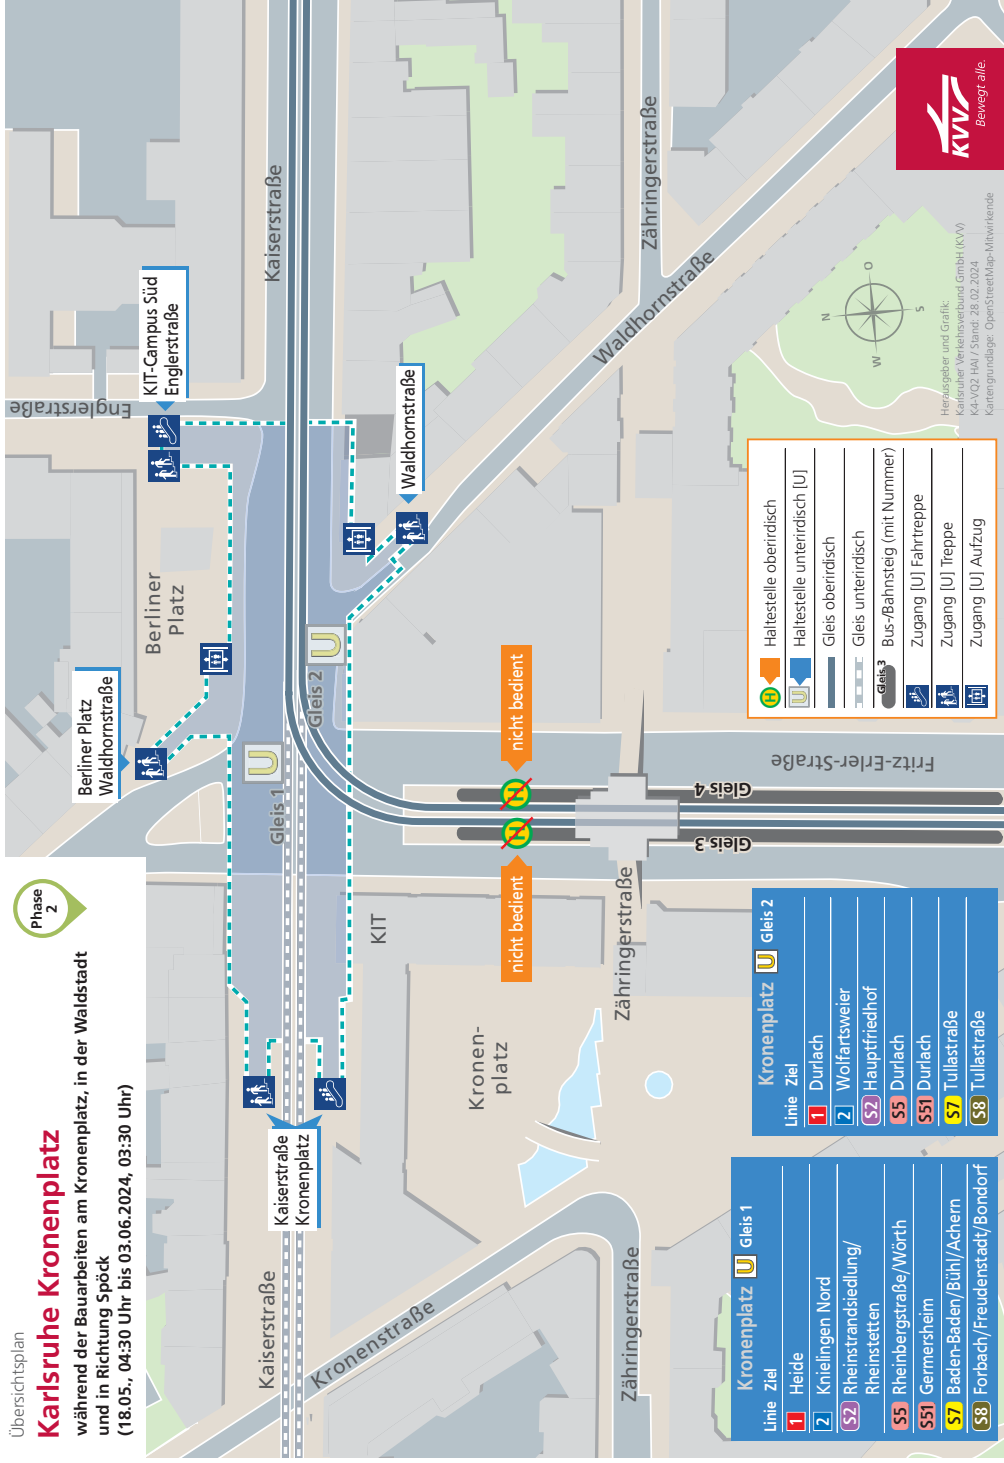 Übersichtsplan
Karlsruhe Kronenplatz
während der Bauarbeiten am Kronenplatz, in der Waldstadt
und in Richtung Spöck
(18.05., 04:30 Uhr bis 03.06.2024, 03:30 Uhr)
Phase
2
Berliner Platz
Waldhornstraße
KIT-Campus Süd
Englerstraße
Englerstraße
Berliner
Platz
Kaiserstraße
Kaiserstraße
Kaiserstraße
Kronenplatz
U
Gleis 1
U
Gleis 2
Waldhornstraße
KIT
Kronenstraße
Kronen-
platz
nicht bedient
H
H
nicht bedient
Gleis 3
Gleis 4
Zähringerstraße
Zähringerstraße
Zähringerstraße
Waldhornstraße
Fritz-Erler-Straße
Kronenplatz U Gleis 1
Linie Ziel
1 Heide
2 Knielingen Nord
S2 Rheinstrandsiedlung/
Rheinstetten
S5 Rheinbergstraße/Wörth
S51 Germersheim
S7 Baden-Baden/Bühl/Achern
S8 Forbach/Freudenstadt/Bondorf
Kronenplatz U Gleis 2
Linie Ziel
1 Durlach
2 Wolfartsweier
S2 Hauptfriedhof
S5 Durlach
S51 Durlach
S7 Tullastraße
S8 Tullastraße
H Haltestelle oberirdisch
U Haltestelle unterirdisch [U]
Gleis oberirdisch
Gleis unterirdisch
Gleis 3 Bus-/Bahnsteig (mit Nummer)
Zugang [U] Fahrtreppe
Zugang [U] Treppe
Zugang [U] Aufzug
N
O
S
W
Herausgeber und Grafik:
Karlsruher Verkehrsverbund GmbH (KVV)
K4-VQ2 HAI / Stand: 28.02.2024
Kartengrundlage: OpenStreetMap-Mitwirkende
KVV
Bewegt alle.